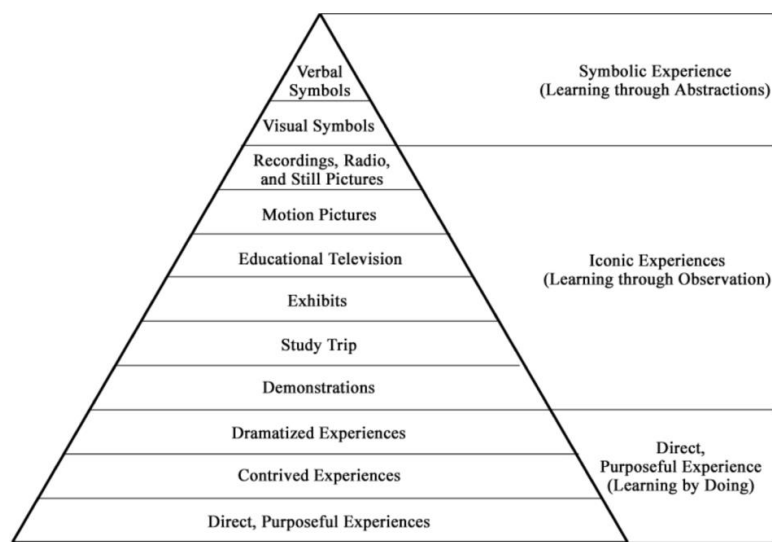 Verbal
Symbols
Visual Symbols
Recordings, Radio,
and Still Pictures
Motion Pictures
Educational Television
Exhibits
Study Trip
Demonstrations
Dramatized Experiences
Contrived Experiences
Direct, Purposeful Experiences
Symbolic Experience
(Learning through Abstractions)
Iconic Experiences
(Learning through Observation)
Direct,
Purposeful Experience
(Learning by Doing)